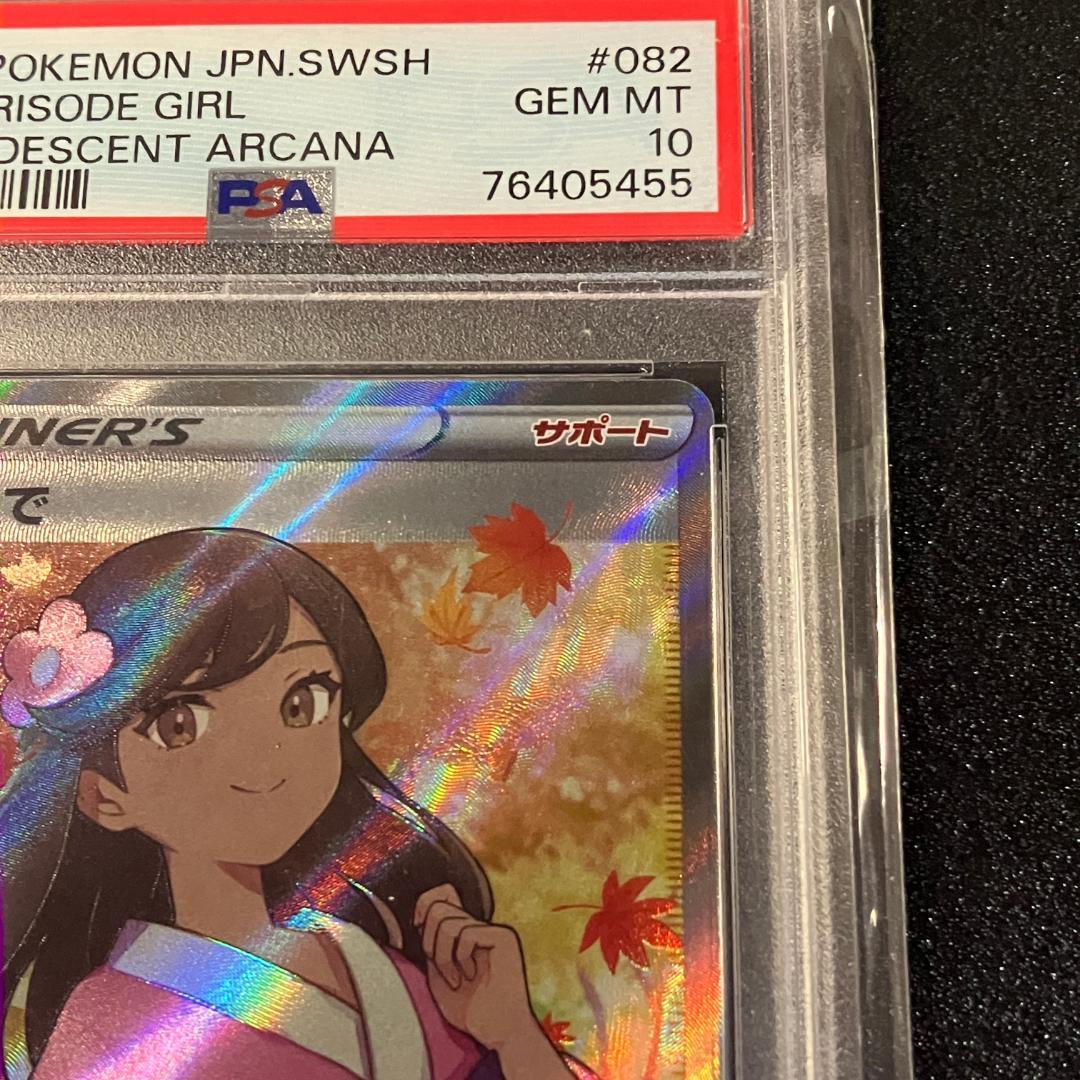 POKEMON JPN.SWSH #082
RISODE GIRL GEM MT
DESCENT ARCANA 10
PSA 76405455
INER'S サポート
で